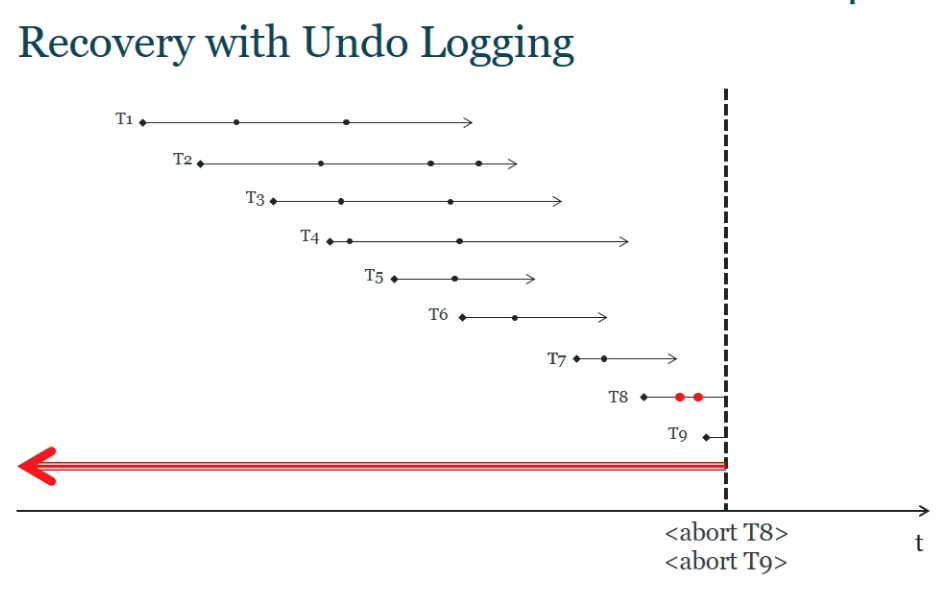 Recovery with Undo Logging
T1
T2
T3
T4
T5
T6
T7
T8
T9
<abort T8>
<abort T9>
t